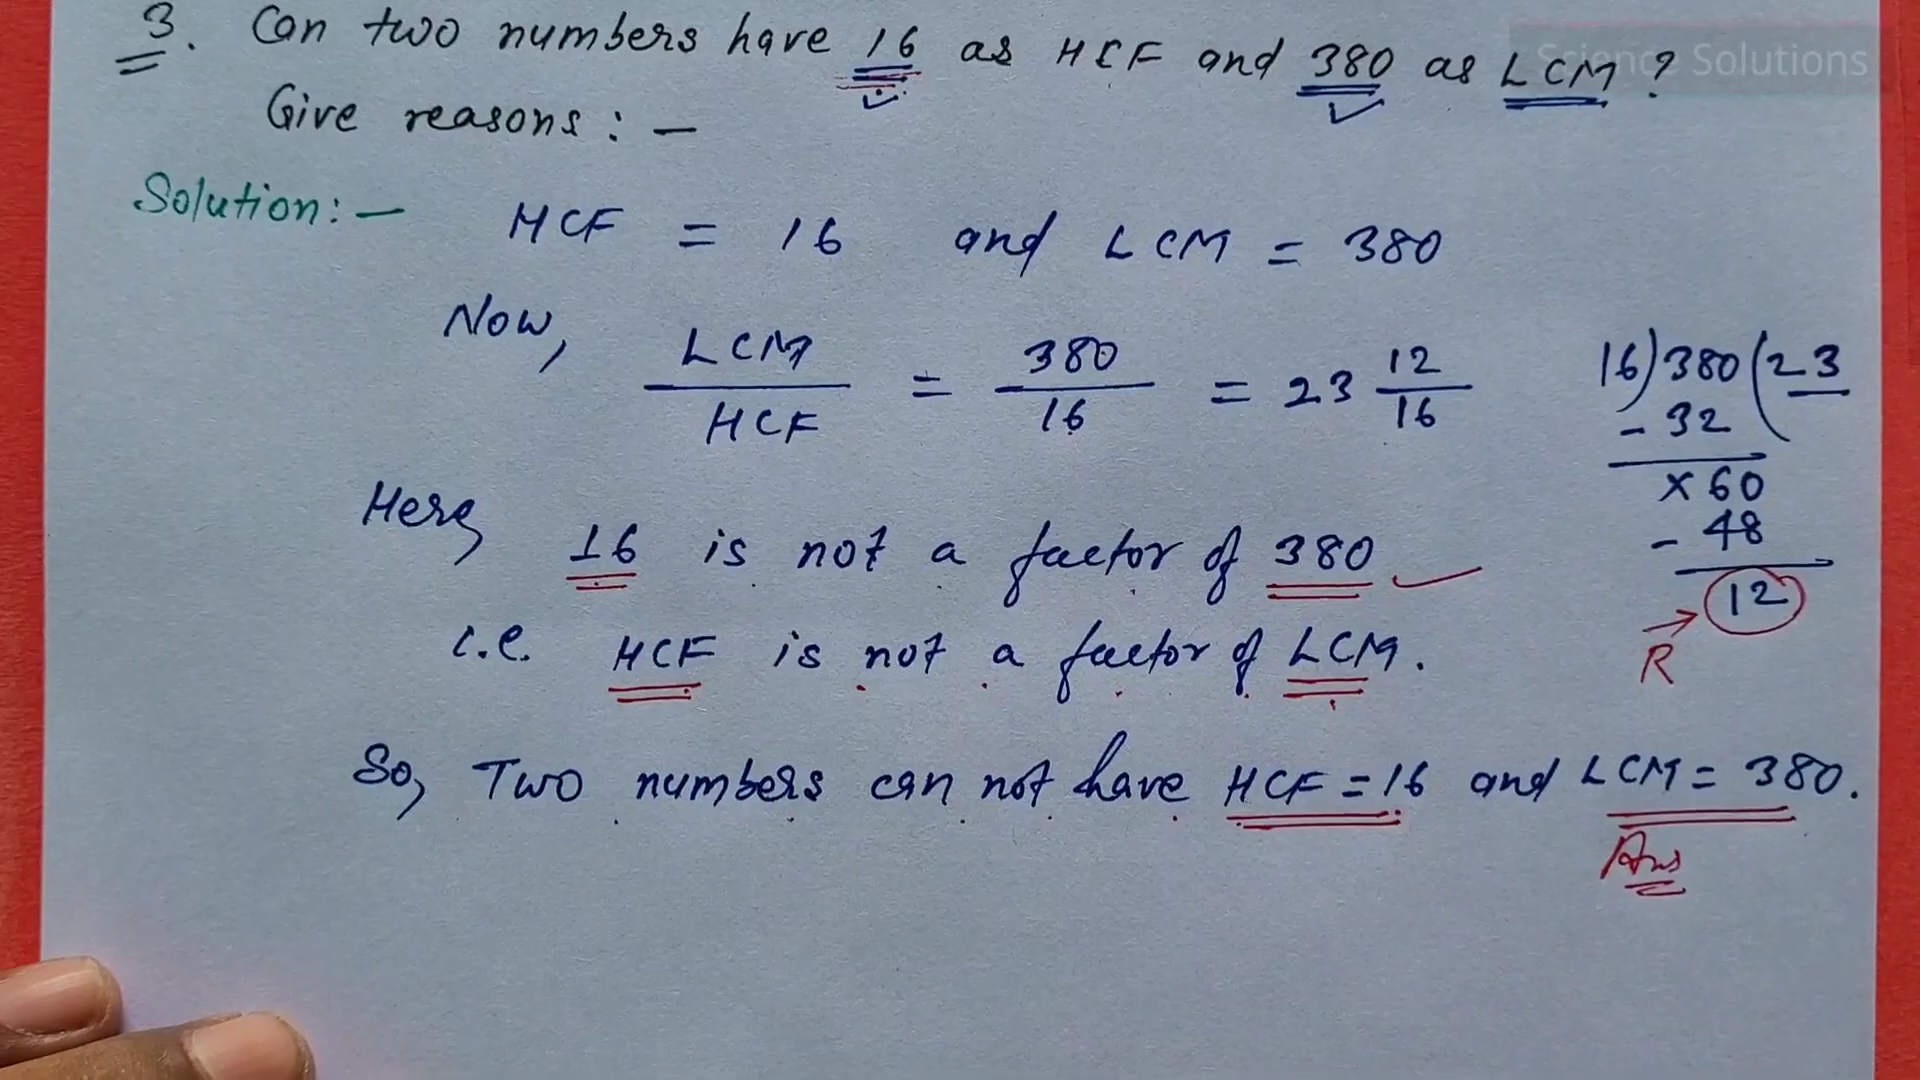 3. Can two numbers have 16 as HCF and 380 as LCM ?
Science Solutions
Give reasons : —
Solution : —
HCF = 16 and LCM = 380
Now, LCM / HCF = 380 / 16 = 23 12/16
16 ) 380 ( 23
- 32
x 60
- 48
12
R →
Here, 16 is not a factor of 380
i.e. HCF is not a factor of LCM.
So, Two numbers can not have HCF = 16 and LCM = 380.
Ans